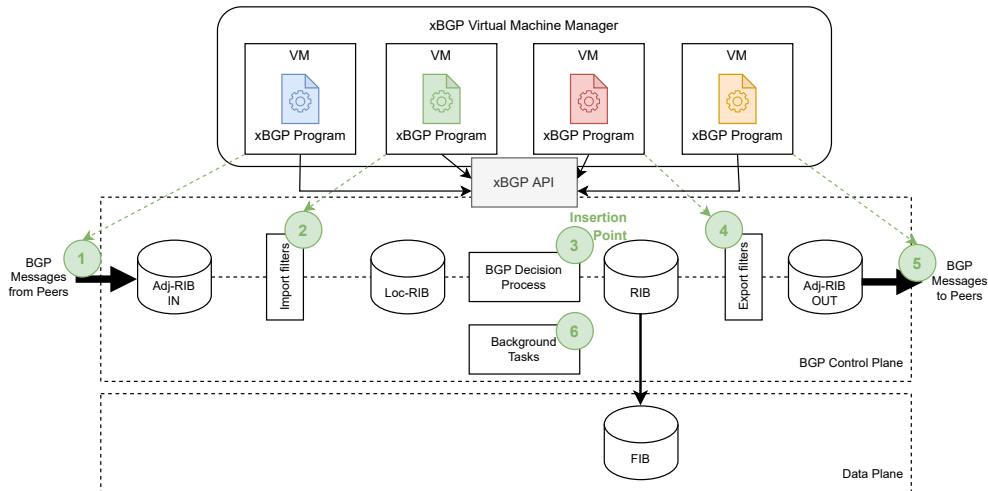 xBGP Virtual Machine Manager
VM
xBGP Program
VM
xBGP Program
VM
xBGP Program
VM
xBGP Program
xBGP API
Insertion
Point
1
2
3
4
5
6
BGP
Messages
from Peers
Adj-RIB
IN
Import filters
Loc-RIB
BGP Decision
Process
RIB
Export filters
Adj-RIB
OUT
BGP
Messages
to Peers
Background
Tasks
BGP Control Plane
FIB
Data Plane